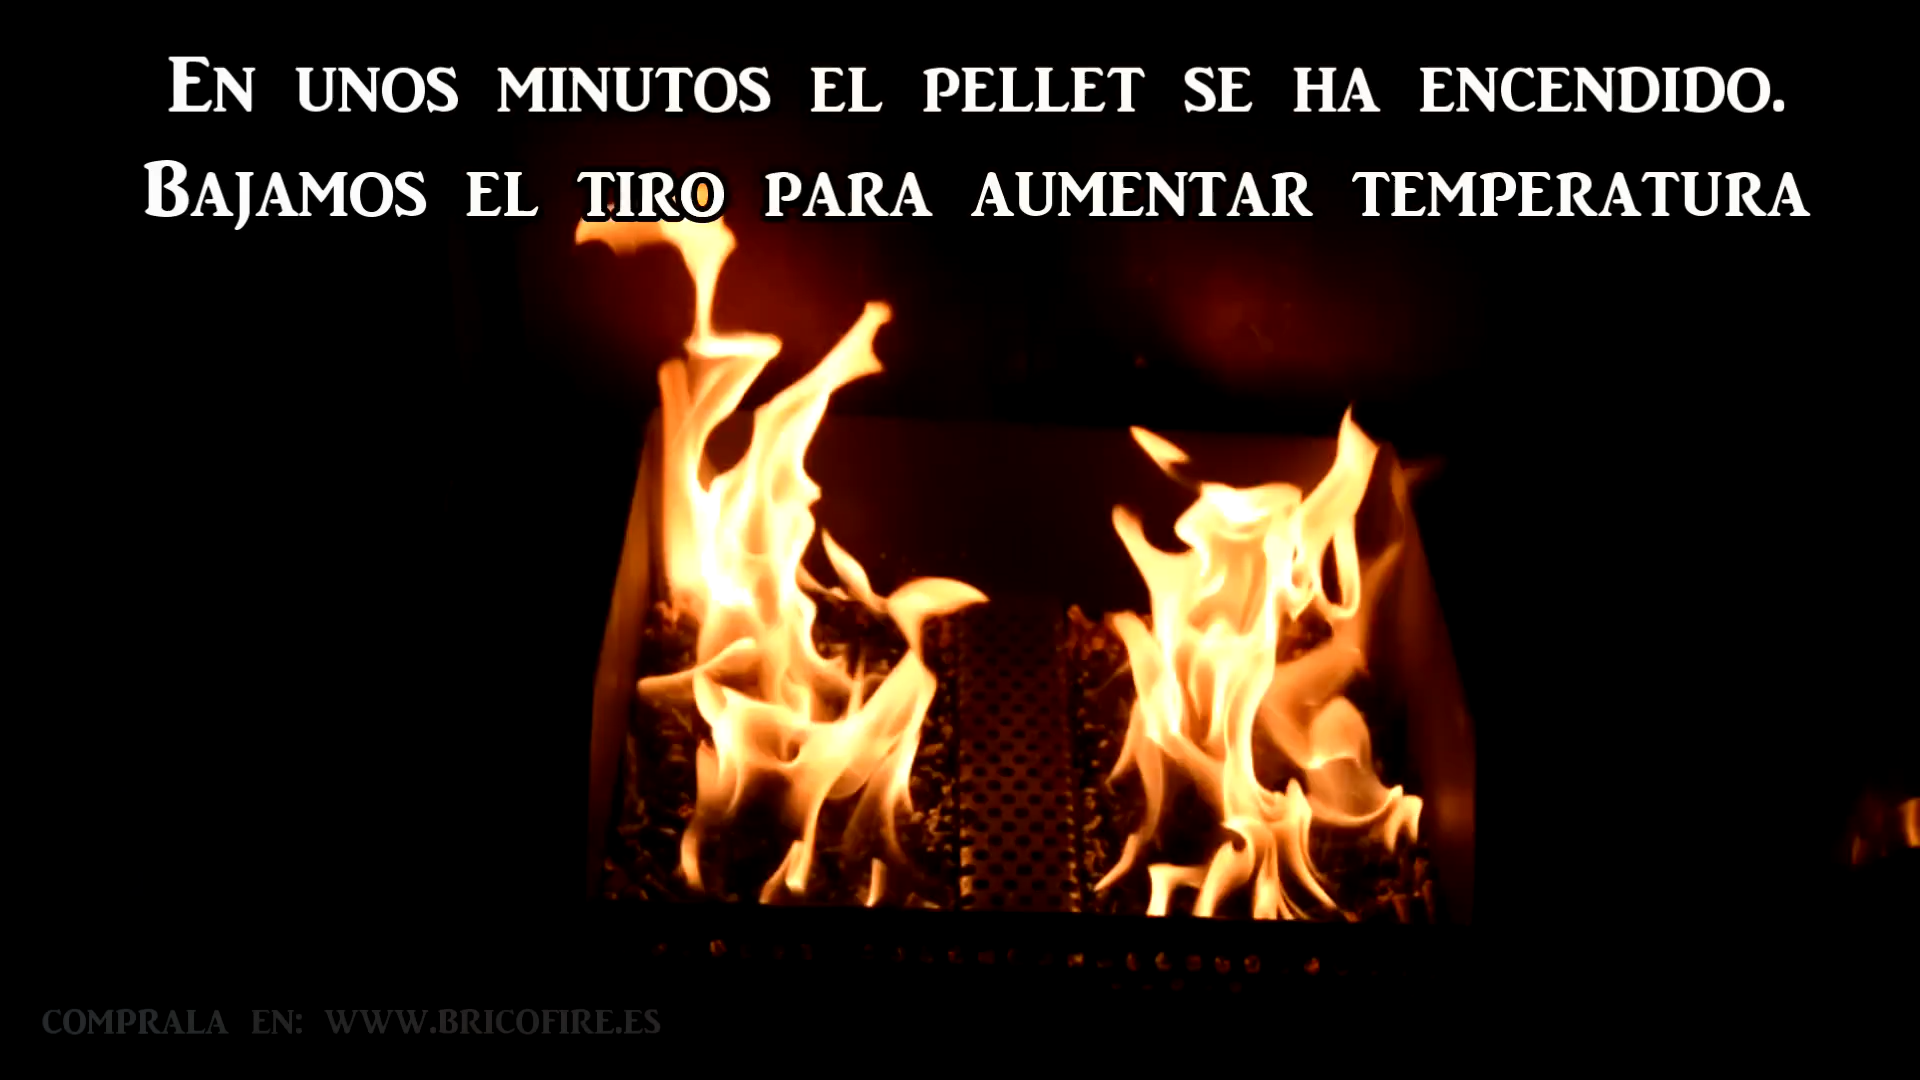 En unos minutos el pellet se ha encendido.
Bajamos el tiro para aumentar temperatura
comprala en: www.bricofire.es